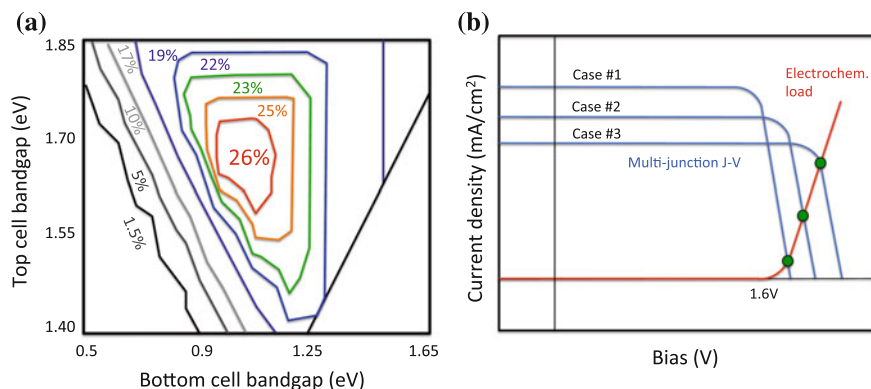 (a)
1.85
1.70
1.55
1.40
Top cell bandgap (eV)
17%
19%
22%
23%
25%
26%
10%
5%
1.5%
0.5
0.9
1.25
1.65
Bottom cell bandgap (eV)
(b)
Current density (mA/cm²)
Case #1
Case #2
Case #3
Electrochem.
load
Multi-junction J-V
1.6V
Bias (V)